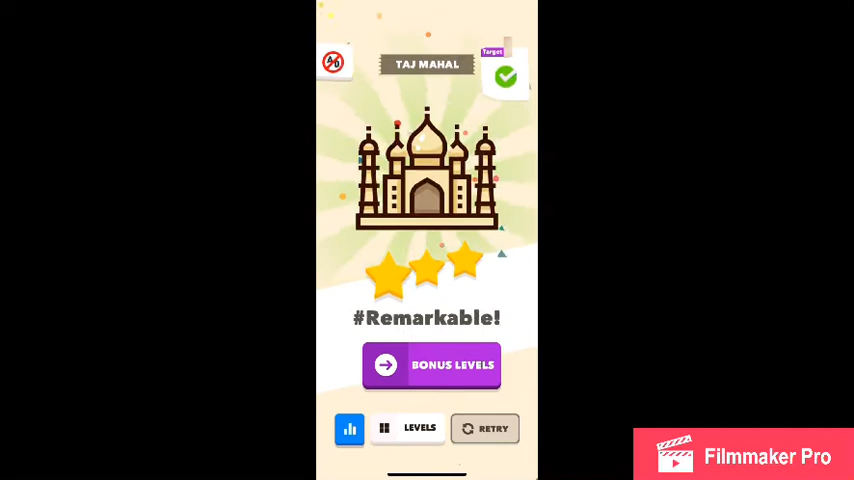 Target
TAJ MAHAL
#Remarkable!
BONUS LEVELS
LEVELS
RETRY
Filmmaker Pro